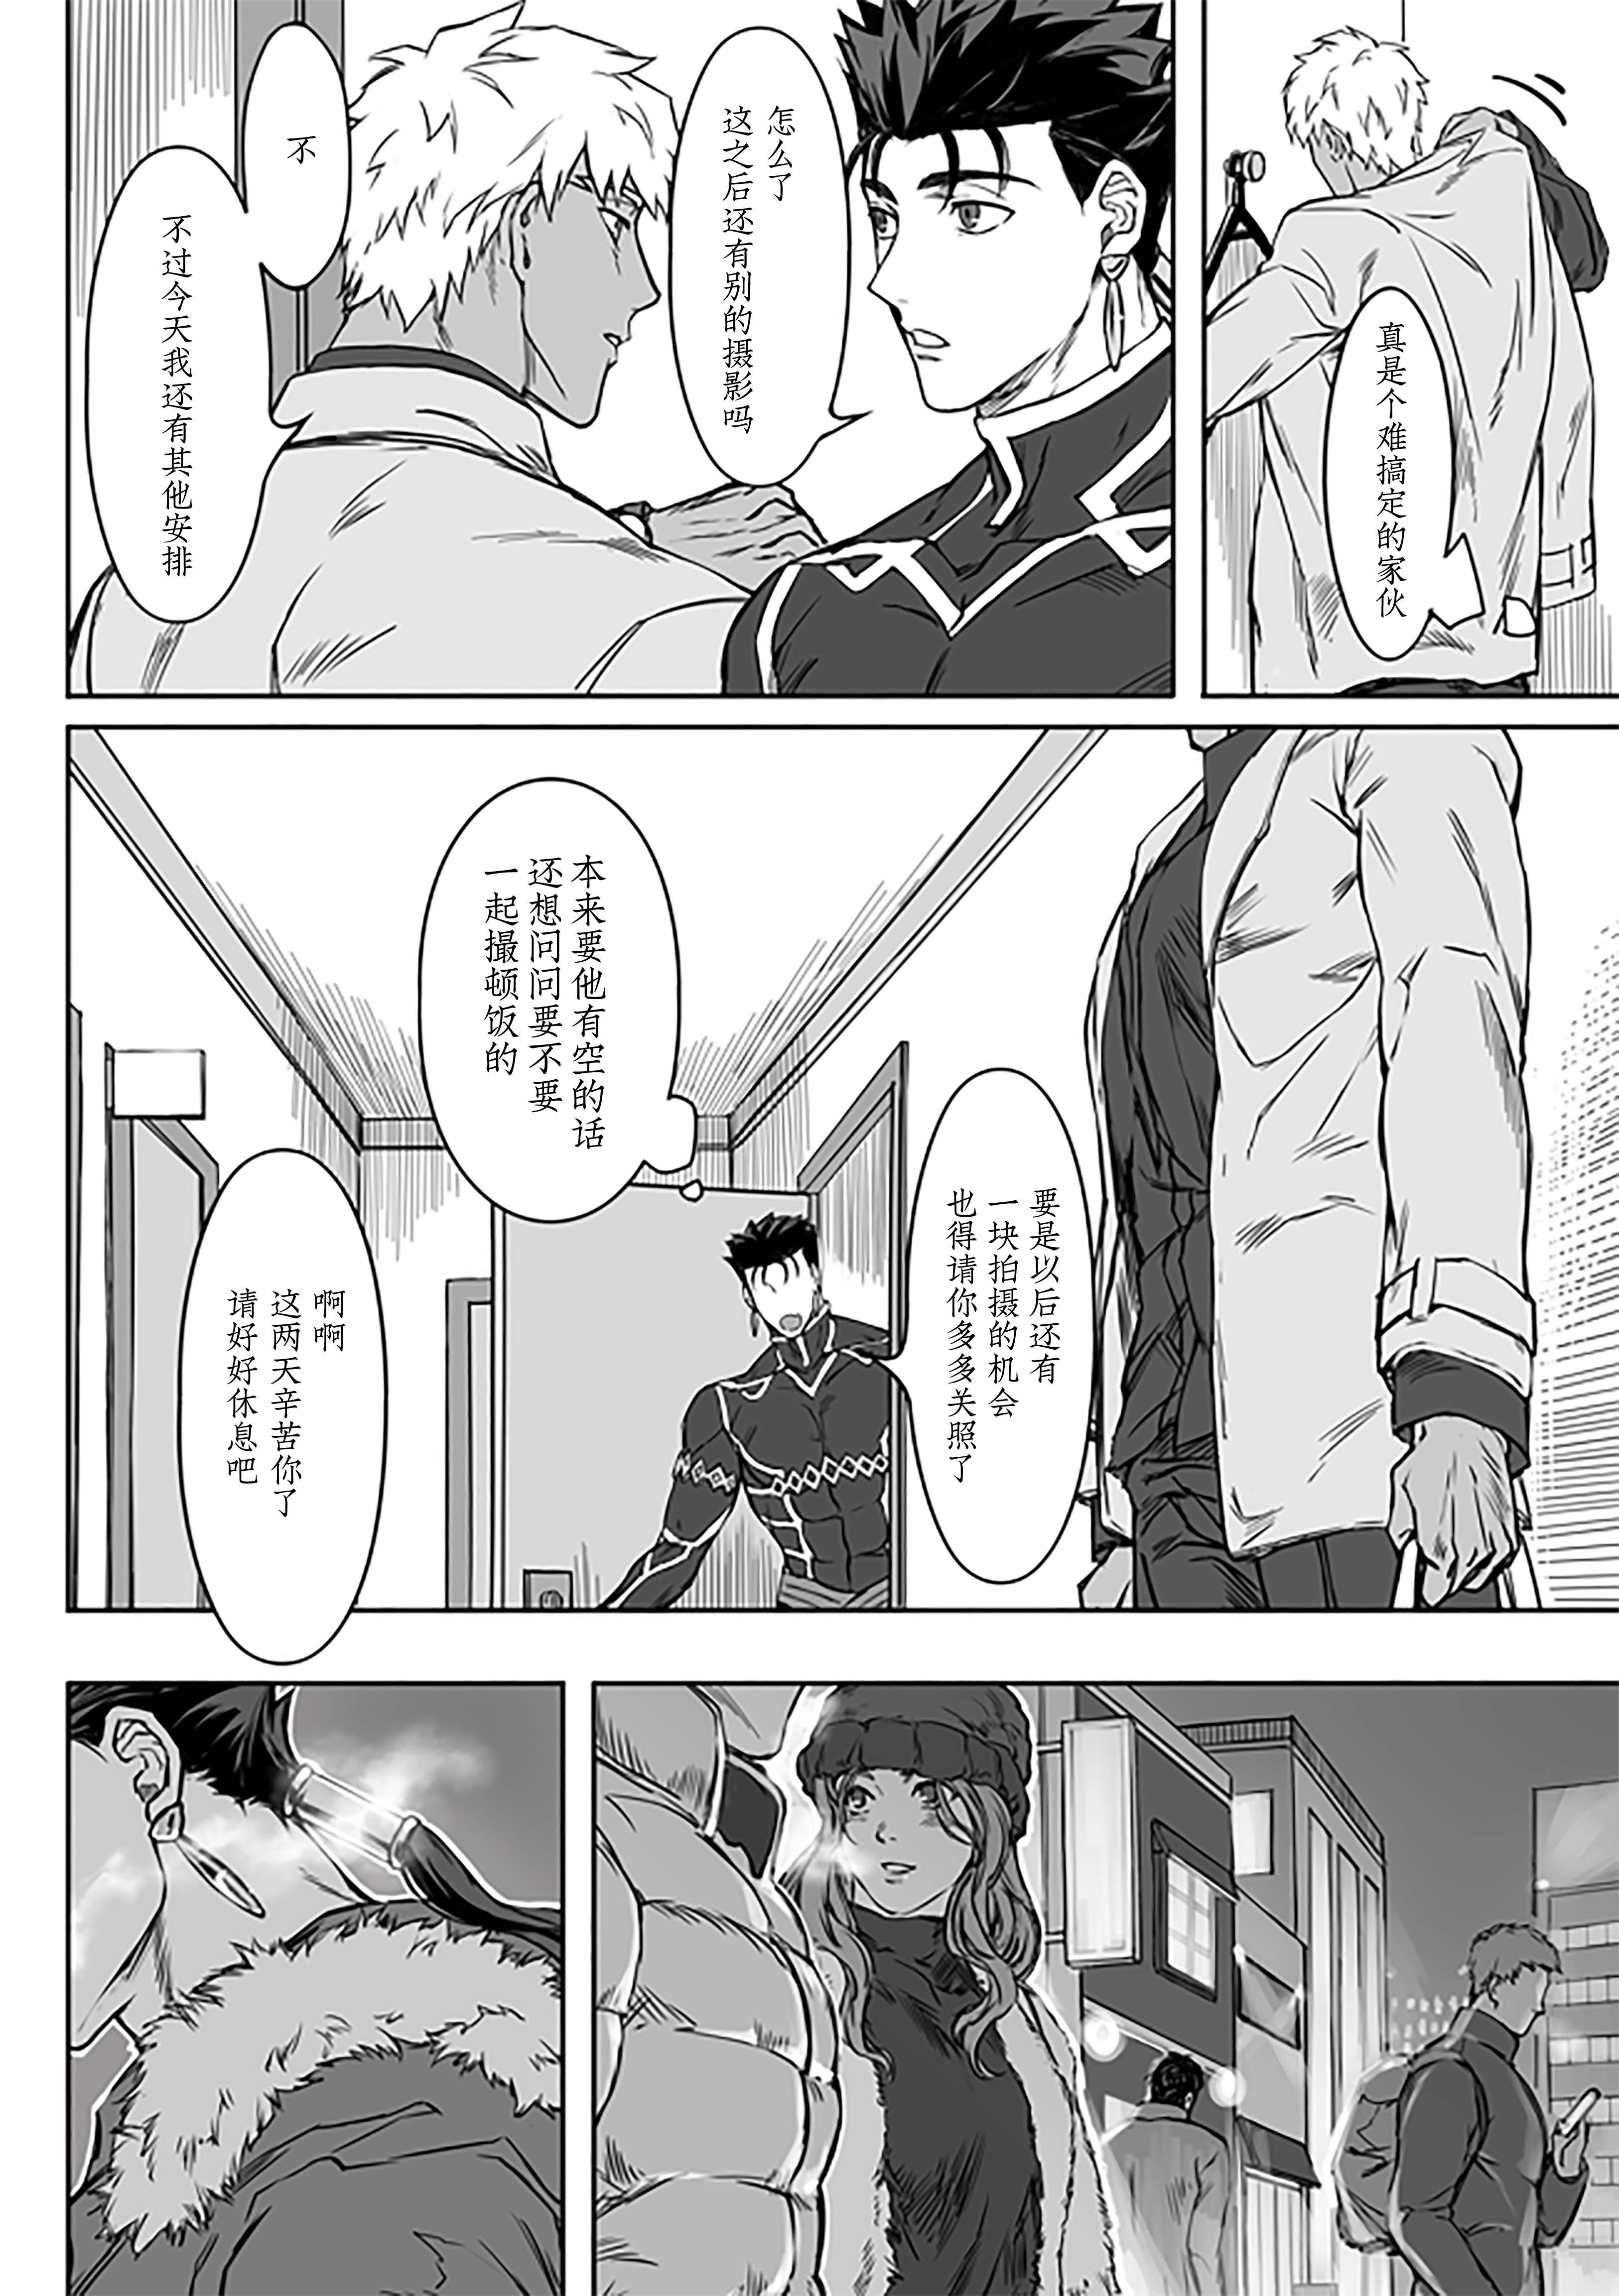 真是个难搞定的家伙
怎么了
这之后还有别的摄影吗
不
不过今天我还有其他安排
要是以后还有
一块拍摄的机会
也得请你多多关照了
本来要他有空的话
还想问问要不要
一起撮顿饭的
啊啊
这两天辛苦你了
请好好休息吧